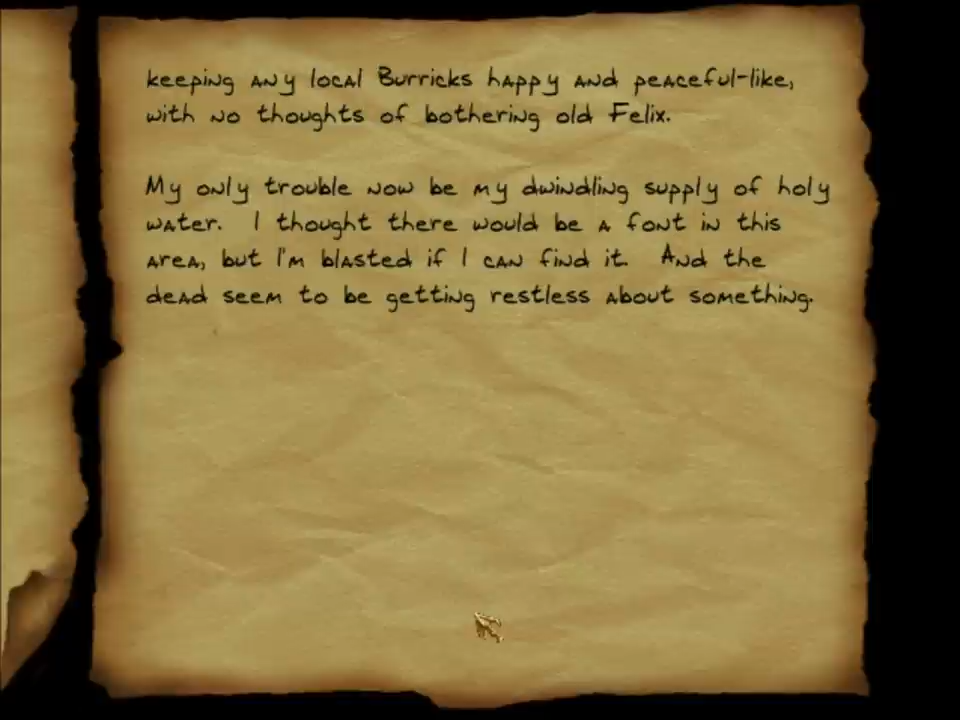 keeping any local Burricks happy and peaceful-like,
with no thoughts of bothering old Felix.
My only trouble now be my dwindling supply of holy
water. I thought there would be a font in this
area, but I'm blasted if I can find it. And the
dead seem to be getting restless about something.